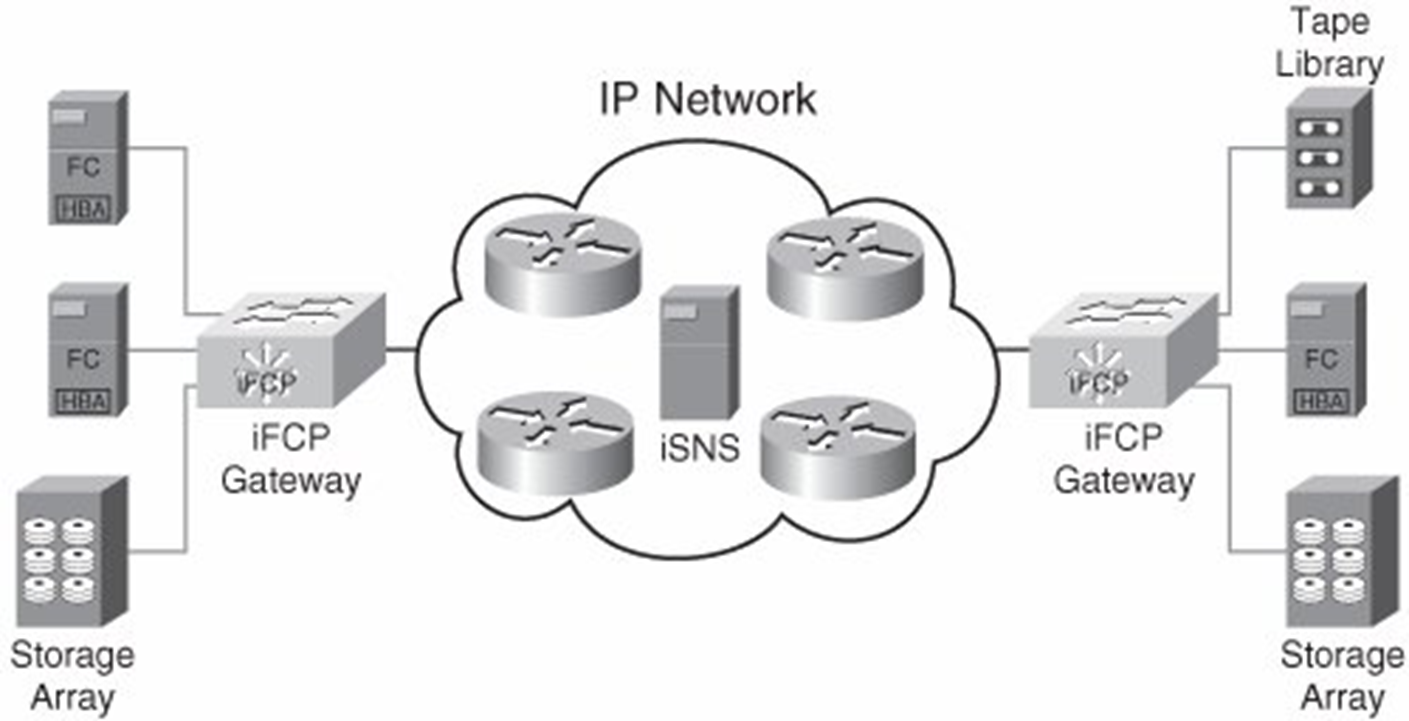 Tape
Library
IP Network
FC
HBA
FC
HBA
iFCP
iFCP
Gateway
Storage
Array
iSNS
iFCP
iFCP
Gateway
FC
HBA
Storage
Array